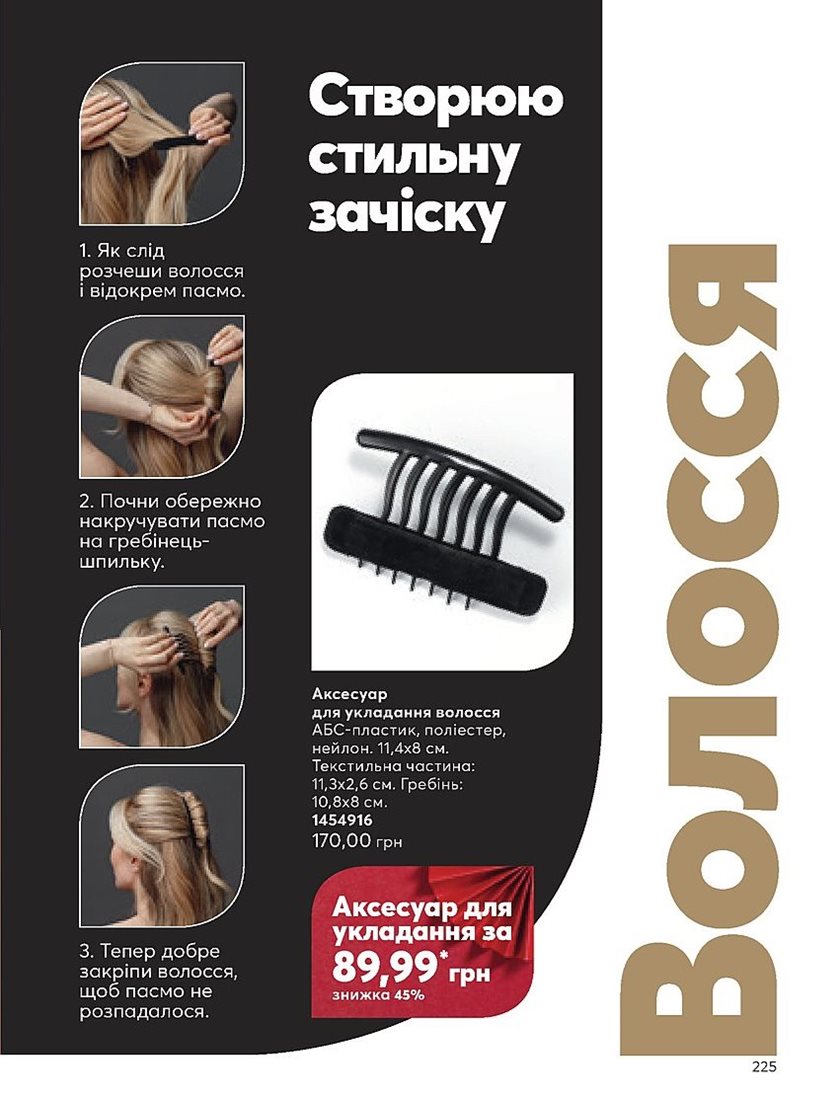 Створюю
стильну
зачіску
1. Як слід
розчеши волосся
і відокрем пасмо.
2. Почни обережно
накручувати пасмо
на гребінець-
шпильку.
3. Тепер добре
закріпи волосся,
щоб пасмо не
розпадалося.
Аксесуар
для укладання волосся
АБС-пластик, поліестер,
нейлон. 11,4х8 см.
Текстильна частина:
11,3х2,6 см. Гребінь:
10,8х8 см.
1454916
170,00 грн
Аксесуар для
укладання за
89,99* грн
знижка 45%
Волосся
225